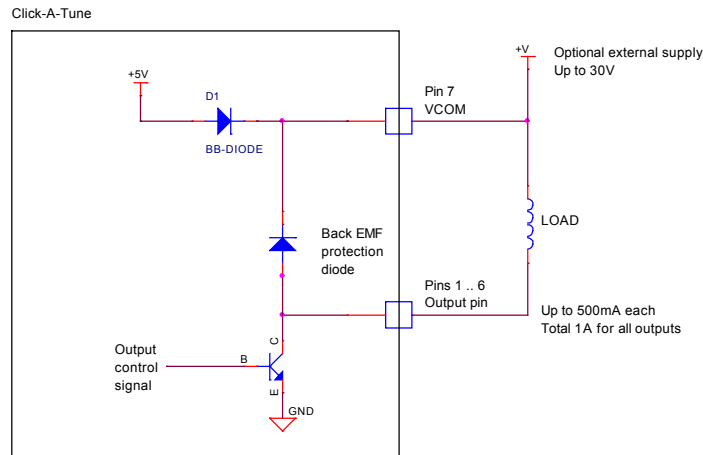 Click-A-Tune
+5V
D1
BB-DIODE
Pin 7
VCOM
+V
Optional external supply
Up to 30V
Back EMF
protection
diode
LOAD
Pins 1 .. 6
Output pin
Up to 500mA each
Total 1A for all outputs
Output
control
signal
B
C
E
GND